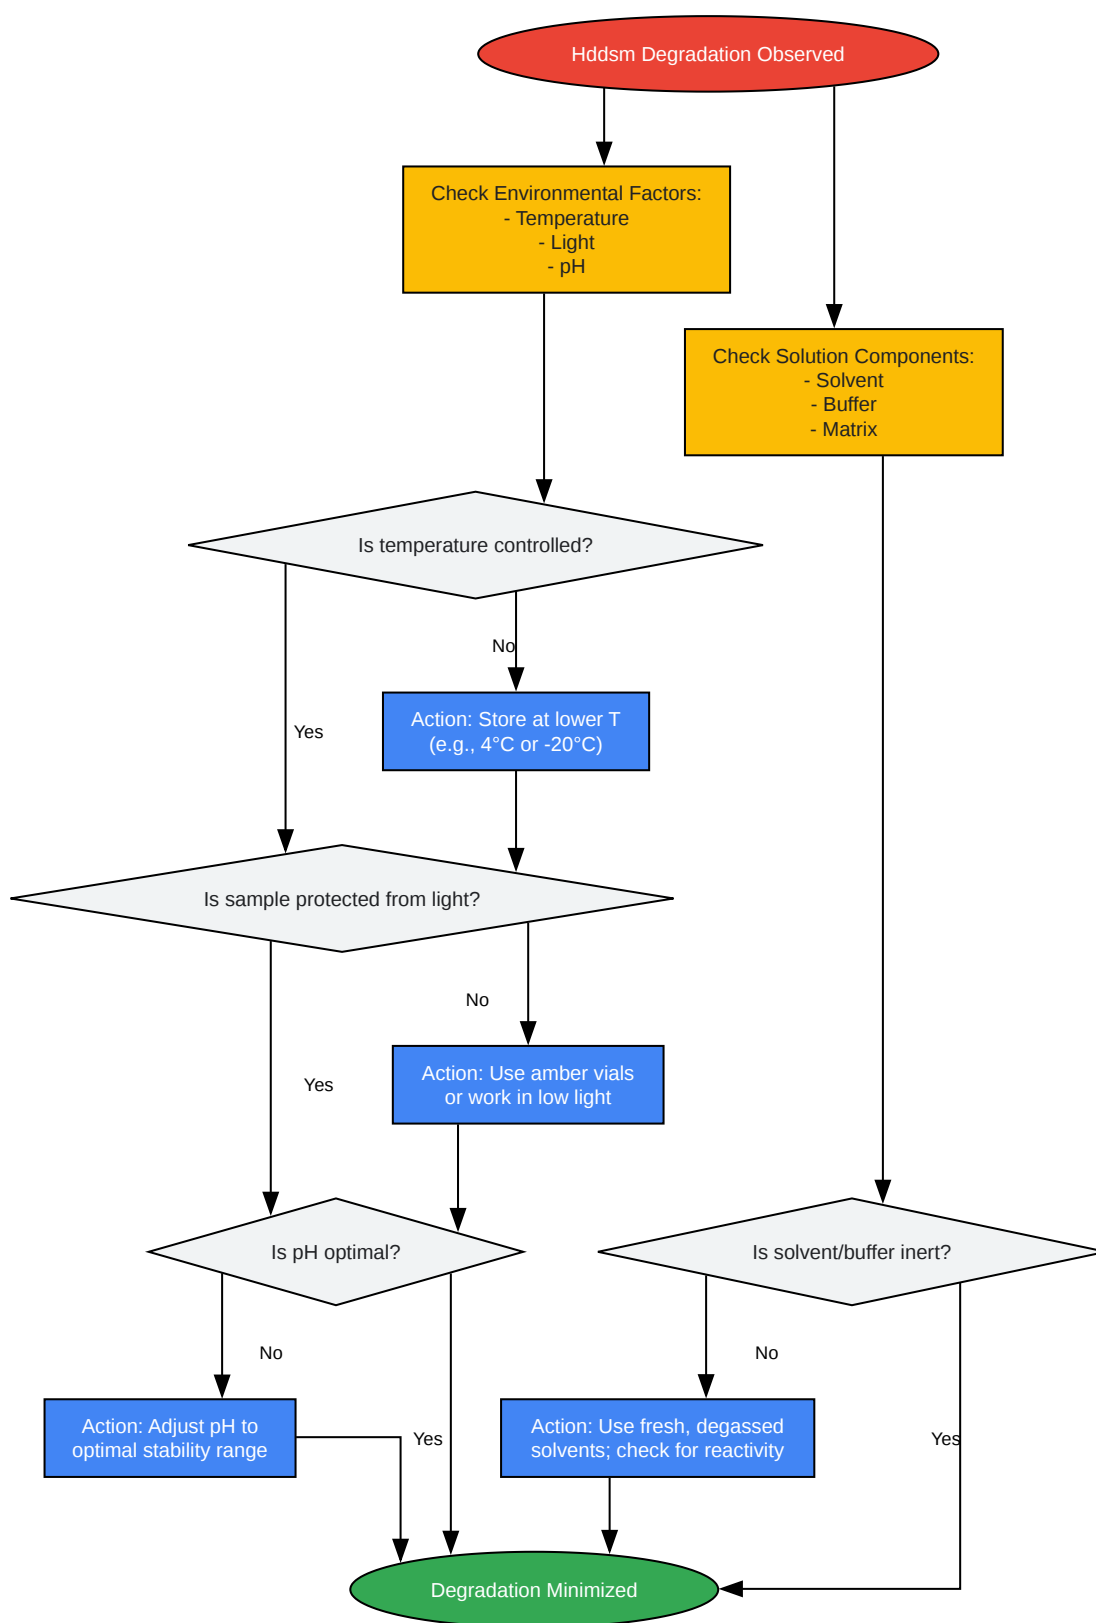 Hddsm Degradation Observed
Check Environmental Factors:
- Temperature
- Light
- pH
Check Solution Components:
- Solvent
- Buffer
- Matrix
Is temperature controlled?
No
Yes
Action: Store at lower T
(e.g., 4°C or -20°C)
Is sample protected from light?
No
Yes
Action: Use amber vials
or work in low light
Is pH optimal?
Is solvent/buffer inert?
No
No
Action: Adjust pH to
optimal stability range
Yes
Action: Use fresh, degassed
solvents; check for reactivity
Yes
Degradation Minimized